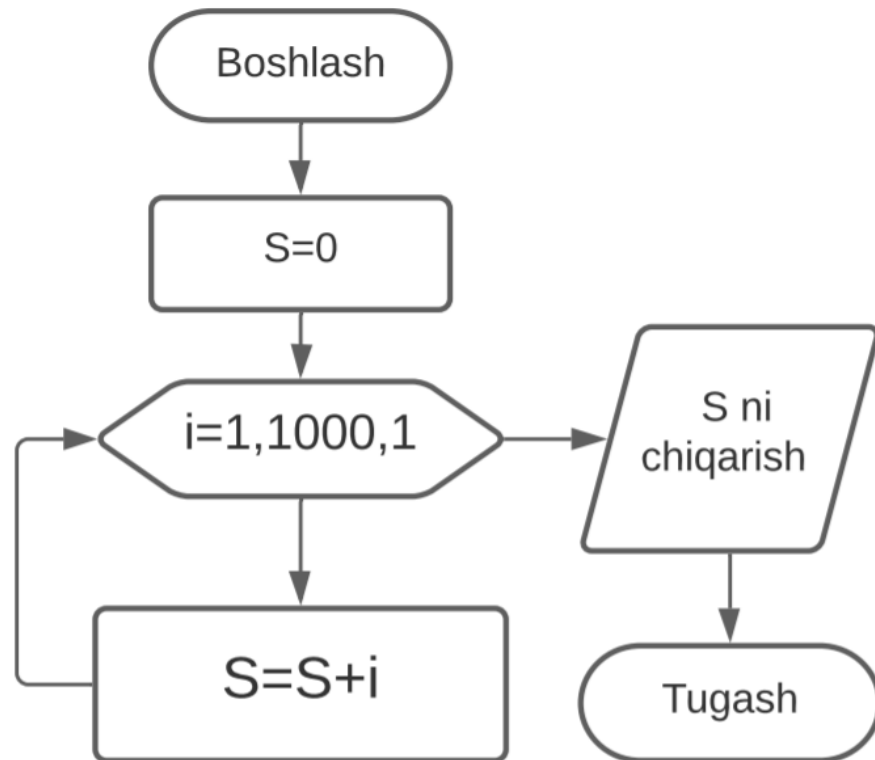 Boshlash
S=0
i=1,1000,1
S=S+i
S ni
chiqarish
Tugash